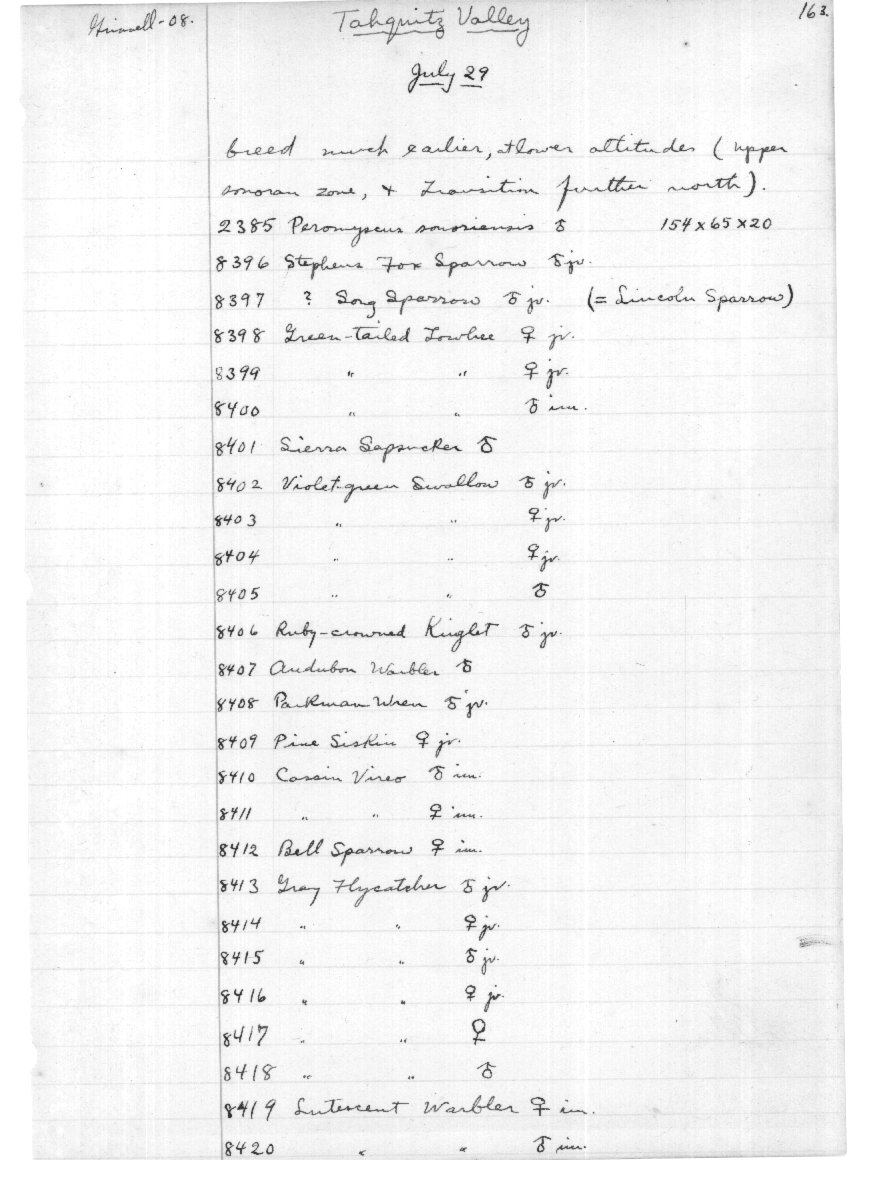 Grinnell-08.
Tahquitz Valley
163.
July 29
breed much earlier, at lower altitudes (upper
sonoran zone, & Transition further north).
2385 Peromyscus sonoriensis ♂ 154 x 65 x 20
8396 Stephens Fox Sparrow ♂ jv.
8397 ? Song Sparrow ♂ jv. (= Lincoln Sparrow)
8398 Green-tailed Towhee ♀ jv.
8399 " " ♀ jv.
8400 " " ♂ im.
8401 Sierra Sapsucker ♂
8402 Violet-green Swallow ♂ jv.
8403 " " ♀ jv.
8404 " " ♀ jv.
8405 " " ♂
8406 Ruby-crowned Kinglet ♂ jv.
8407 Audubon Warbler ♂
8408 Parkman Wren ♂ jv.
8409 Pine Siskin ♀ jr.
8410 Cassin Vireo ♂ im.
8411 " " ♀ im.
8412 Bell Sparrow ♀ im.
8413 Gray Flycatcher ♂ jv.
8414 " " ♀ jv.
8415 " " ♂ jv.
8416 " " ♀ jv.
8417 " " ♀
8418 " " ♂
8419 Lutescent Warbler ♀ im.
8420 " " ♂ im.